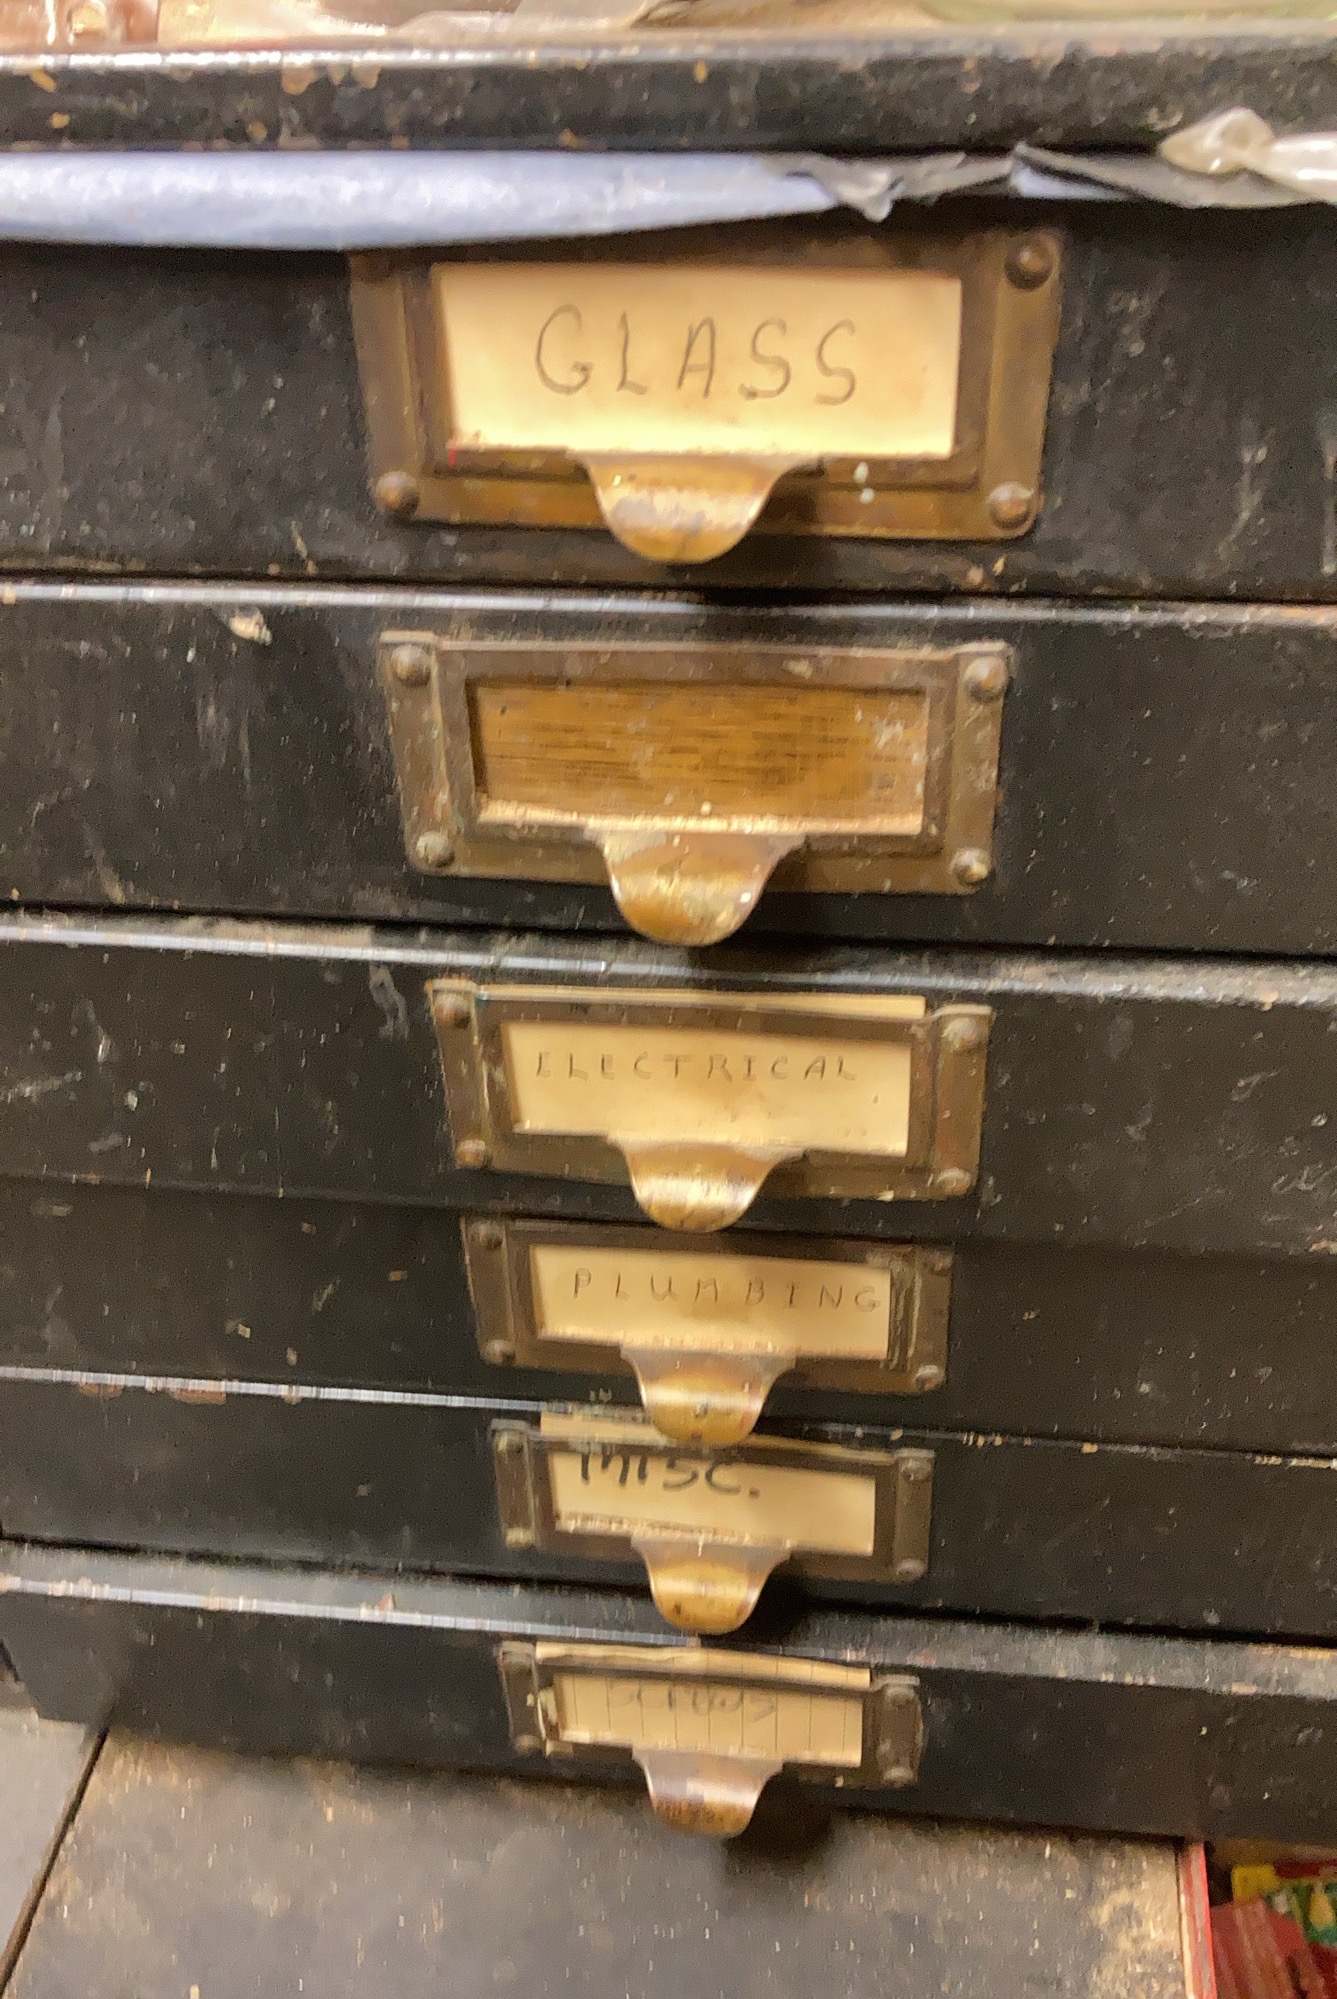 GLASS
ELECTRICAL
PLUMBING
MISC.